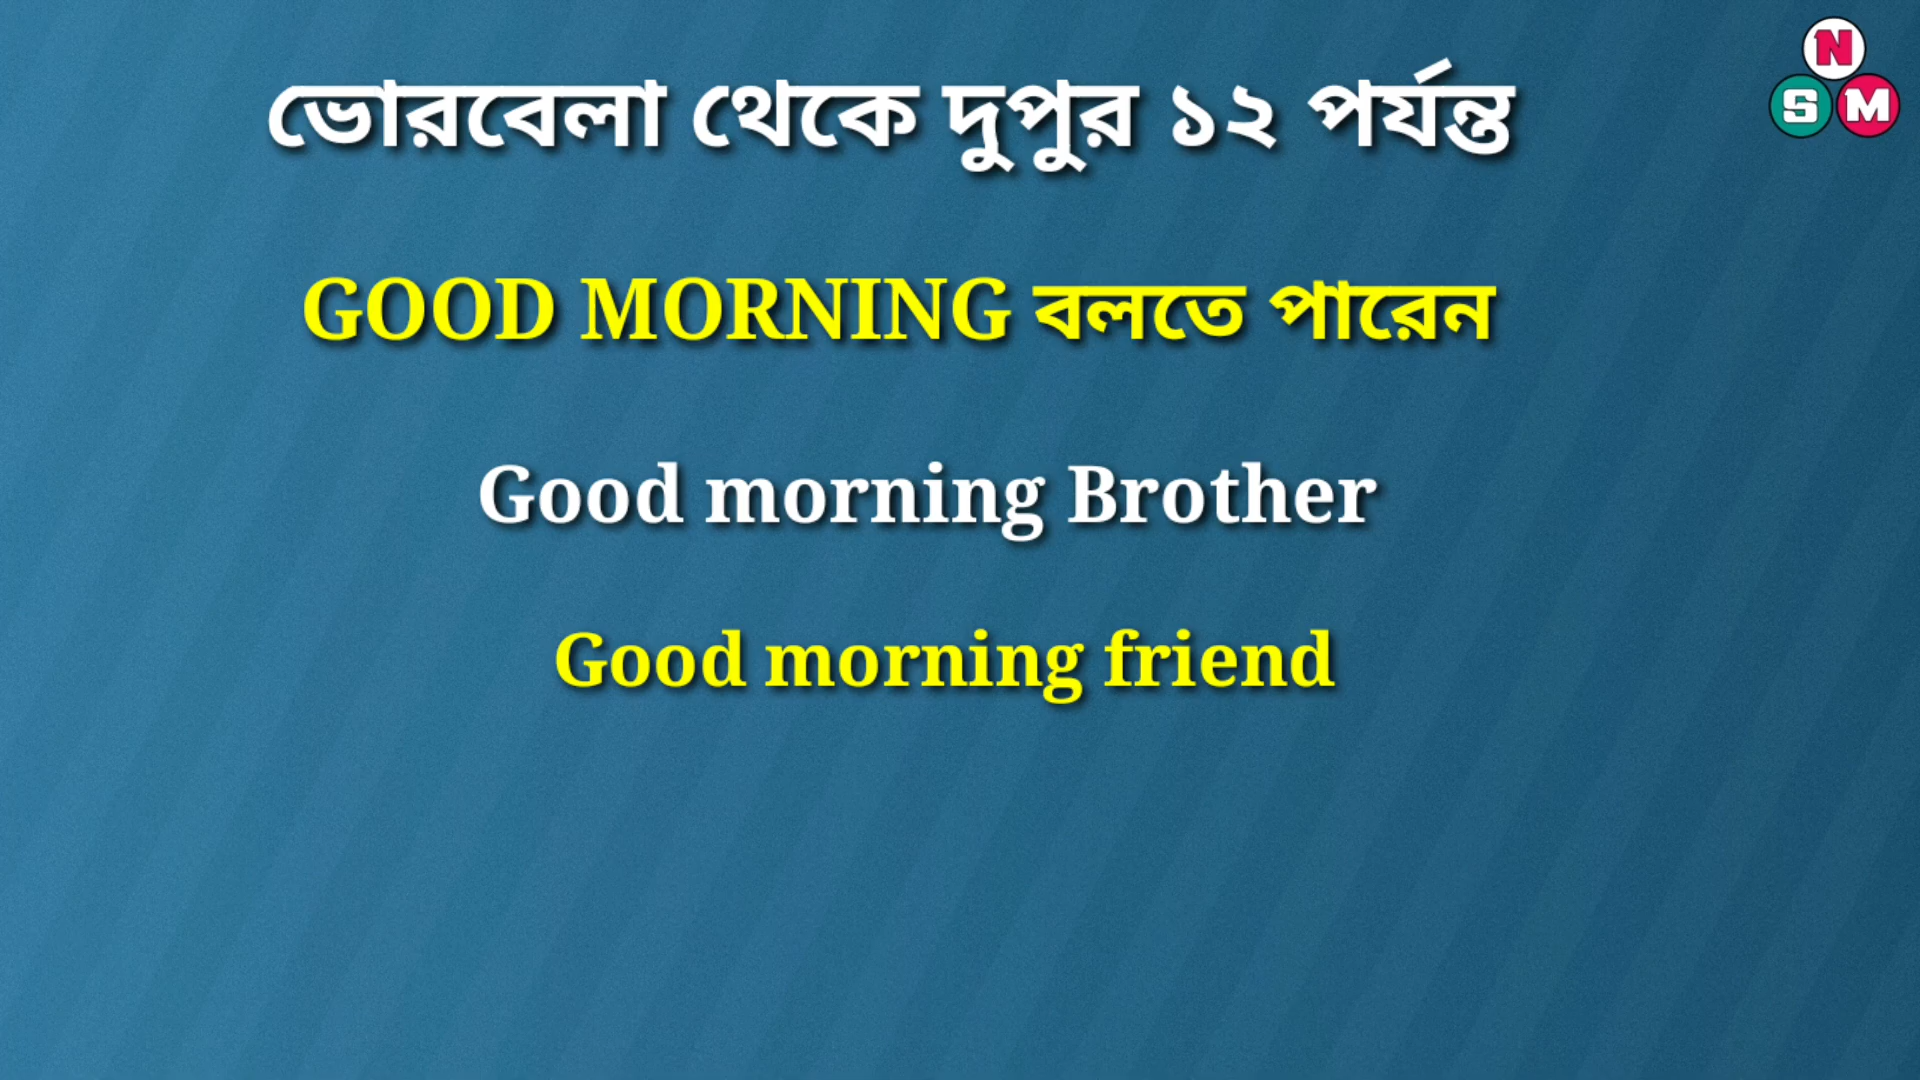 ভোরবেলা থেকে দুপুর ১২ পর্যন্ত
GOOD MORNING বলতে পারেন
Good morning Brother
Good morning friend
N
S M